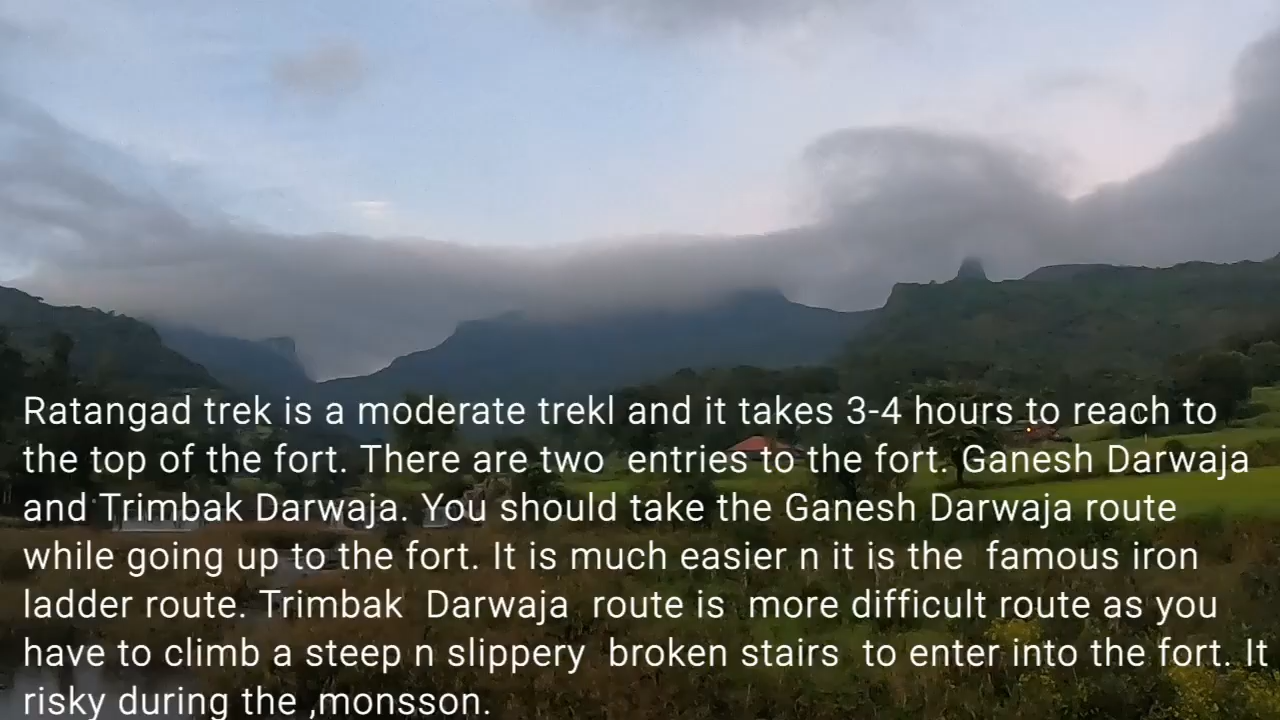 Ratangad trek is a moderate trekl and it takes 3-4 hours to reach to
the top of the fort. There are two  entries to the fort. Ganesh Darwaja
and Trimbak Darwaja. You should take the Ganesh Darwaja route
while going up to the fort. It is much easier n it is the  famous iron
ladder route. Trimbak  Darwaja  route is  more difficult route as you
have to climb a steep n slippery  broken stairs  to enter into the fort. It
risky during the ,monsson.